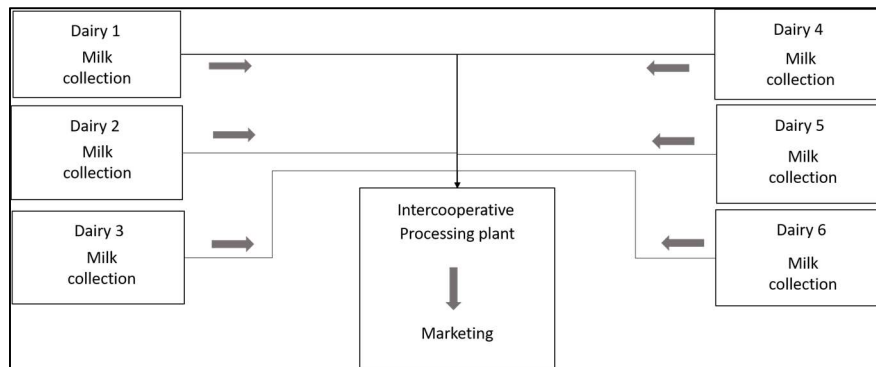 Dairy 1
Milk
collection
Dairy 2
Milk
collection
Dairy 3
Milk
collection
Intercooperative
Processing plant
Marketing
Dairy 4
Milk
collection
Dairy 5
Milk
collection
Dairy 6
Milk
collection